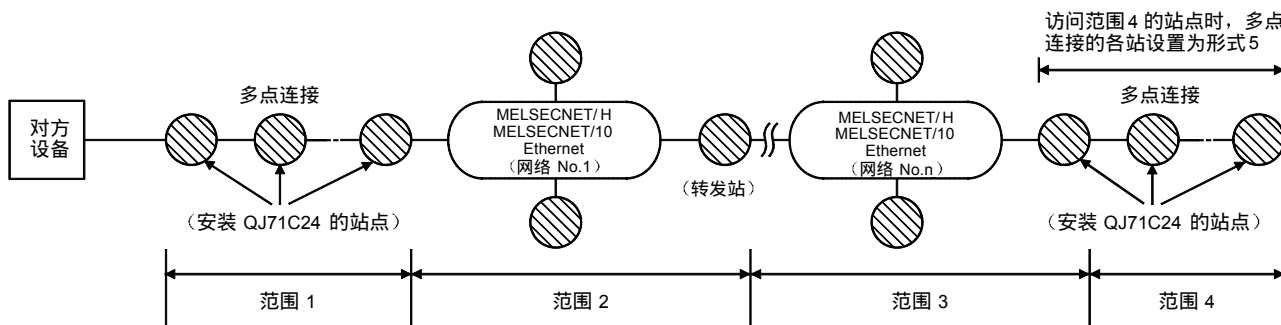 访问范围4 的站点时，多点
连接的各站设置为形式5
对方
设备
多点连接
MELSECNET/ H
MELSECNET/10
Ethernet
（网络 No.1）
（转发站）
MELSECNET/ H
MELSECNET/10
Ethernet
（网络 No.n）
多点连接
（安装 QJ71C24 的站点）
（安装 QJ71C24 的站点）
范围 1
范围 2
范围 3
范围 4